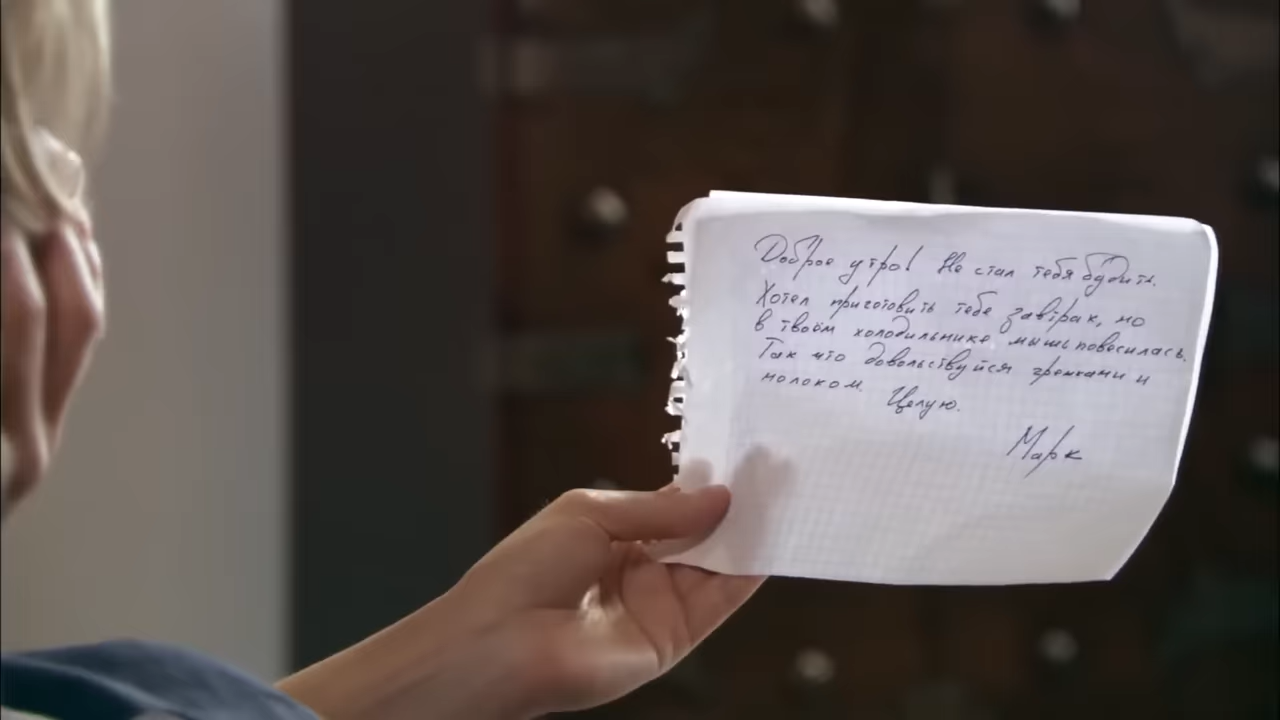 Доброе утро! Не стал тебя будить.
Хотел приготовить тебе завтрак, но
в твоём холодильнике мышь повесилась.
Так что довольствуйся гренками и
молоком. Целую.
Марк